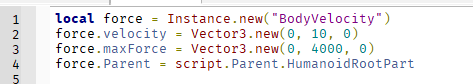 1 local force = Instance.new("BodyVelocity")
2 force.velocity = Vector3.new(0, 10, 0)
3 force.maxForce = Vector3.new(0, 4000, 0)
4 force.Parent = script.Parent.HumanoidRootPart
5